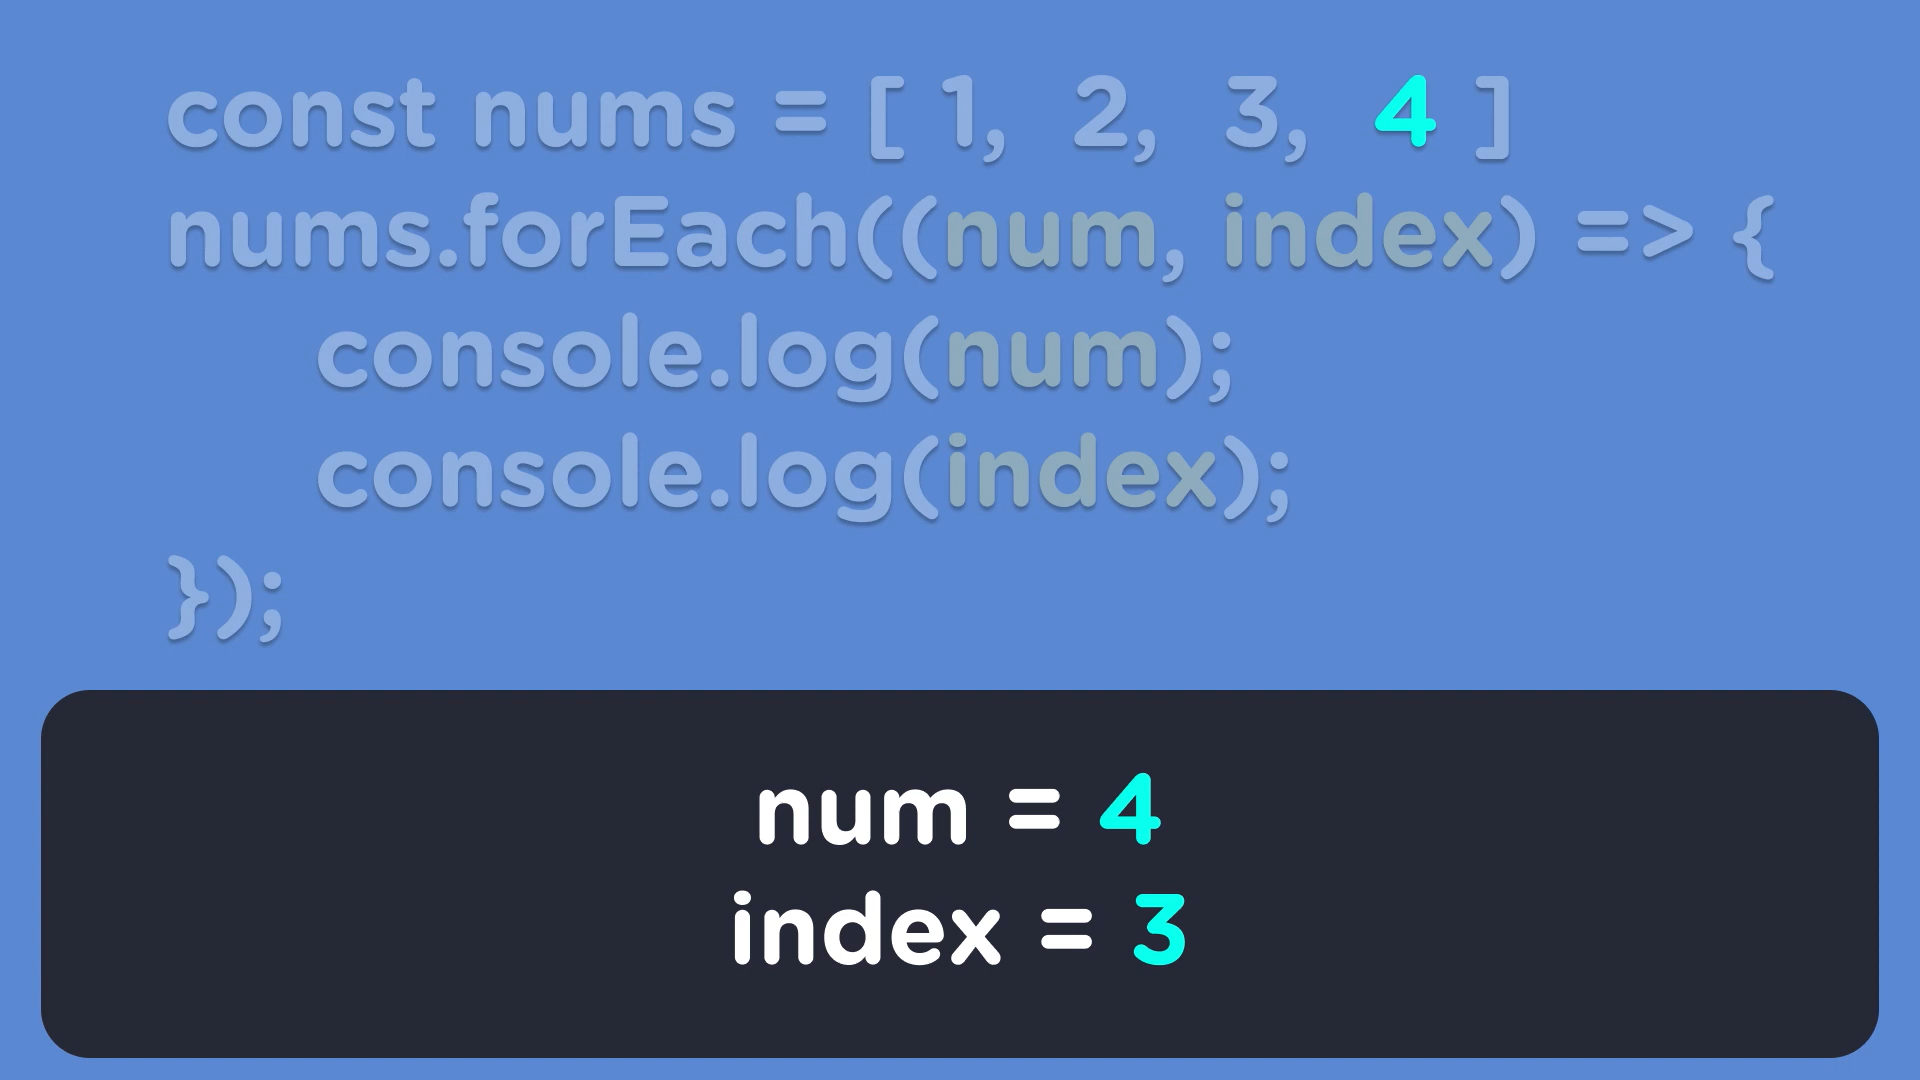 const nums = [ 1, 2, 3, 4 ]
nums.forEach((num, index) => {
console.log(num);
console.log(index);
});
num = 4
index = 3